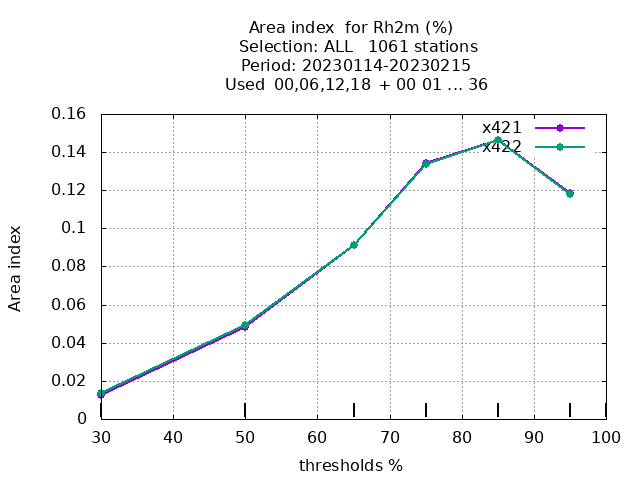 Area index  for Rh2m (%)
Selection: ALL   1061 stations
Period: 20230114-20230215
Used  00,06,12,18  + 00 01 ... 36
x421
x422
0.16
0.14
0.12
0.1
0.08
0.06
0.04
0.02
0
Area index
30 40 50 60 70 80 90 100
thresholds %